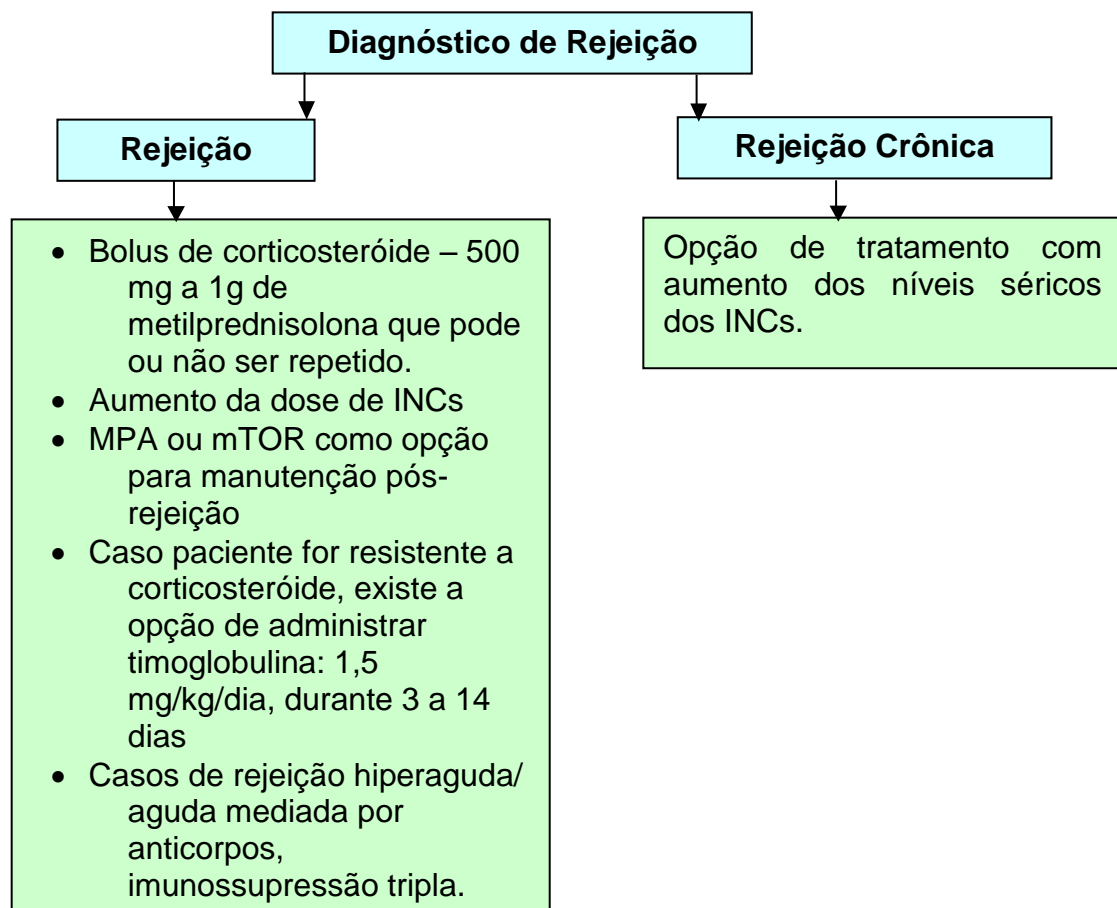 Diagnóstico de Rejeição
Rejeição
Rejeição Crônica
• Bolus de corticosteróide – 500
mg a 1g de
metilprednisolona que pode
ou não ser repetido.
• Aumento da dose de INCs
• MPA ou mTOR como opção
para manutenção pós-
rejeição
• Caso paciente for resistente a
corticosteróide, existe a
opção de administrar
timoglobulina: 1,5
mg/kg/dia, durante 3 a 14
dias
• Casos de rejeição hiperaguda/
aguda mediada por
anticorpos,
imunossupressão tripla.
Opção de tratamento com
aumento dos níveis séricos
dos INCs.